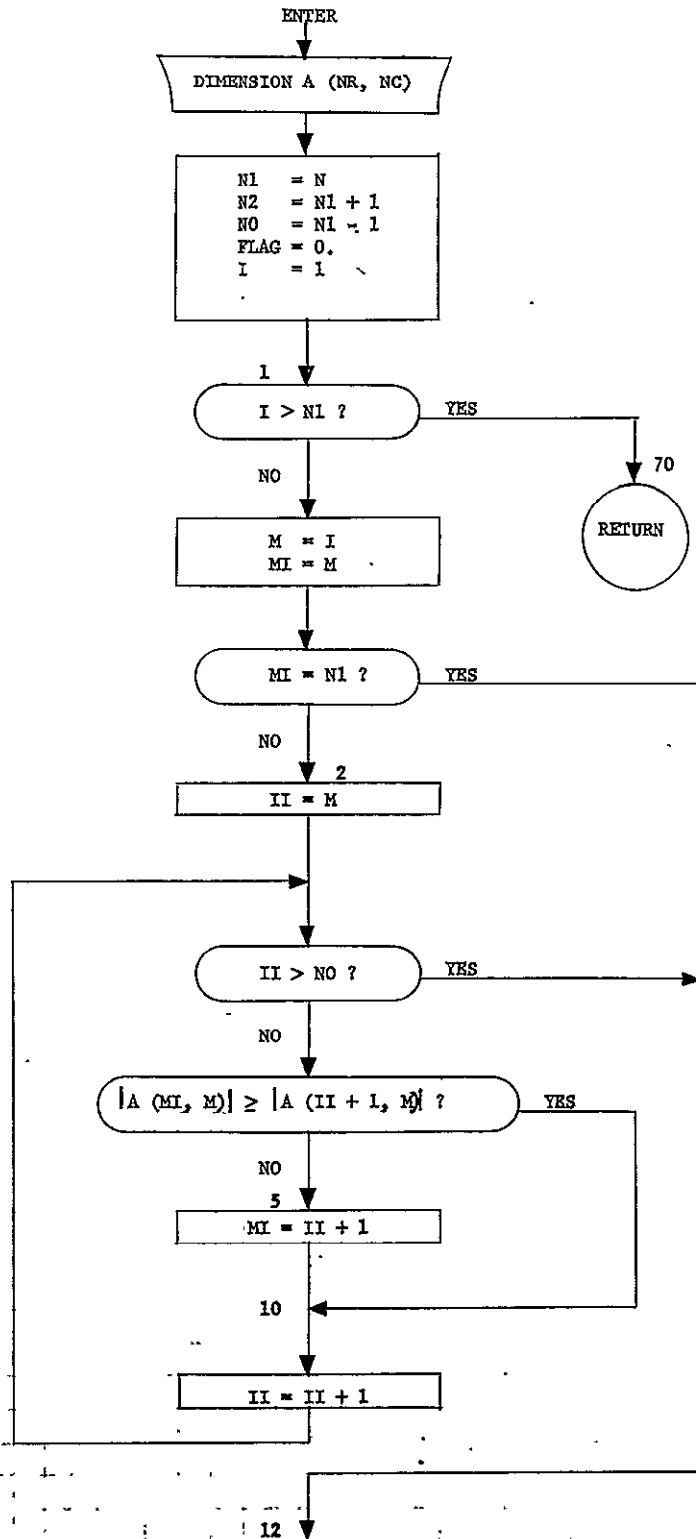 ENTER
DIMENSION A (NR, NC)
N1 = N
N2 = N1 + 1
N0 = N1 - 1
FLAG = 0.
I = 1
1
I > N1 ?
YES
70
RETURN
NO
M = I
MI = M
MI = N1 ?
YES
NO
2
II = M
II > NO ?
YES
NO
|A (MI, M)| ≥ |A (II + 1, M)| ?
YES
NO
5
MI = II + 1
10
II = II + 1
12